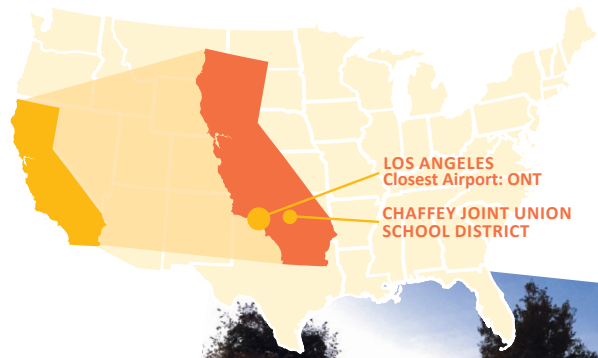 LOS ANGELES
Closest Airport: ONT
CHAFFEY JOINT UNION
SCHOOL DISTRICT